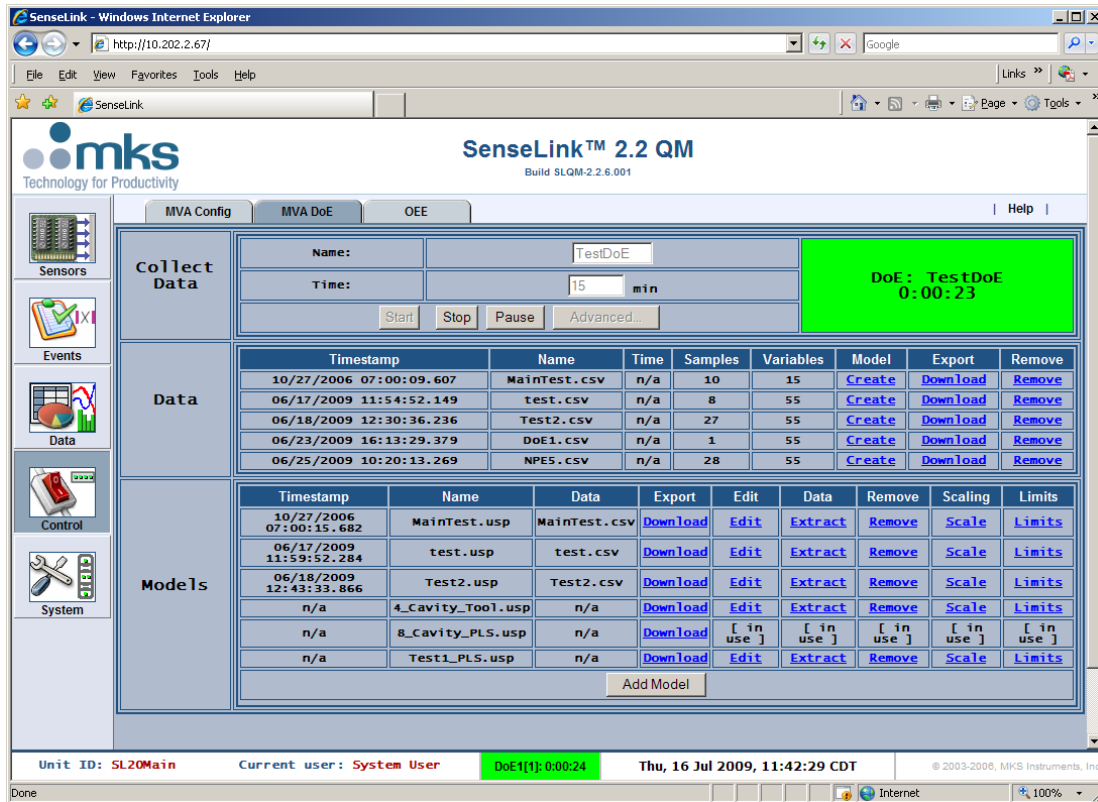 SenseLink - Windows Internet Explorer
http://10.202.2.67/
Google
File Edit View Favorites Tools Help
Links »
SenseLink
Page Tools »
mks
Technology for Productivity
SenseLink™ 2.2 QM
Build SLQM-2.2.6.001
MVA Config MVA DoE OEE | Help |
Sensors
Events
Data
Control
System
Collect Data
Name: TestDoE
Time: 15 min
Start Stop Pause Advanced...
DoE: TestDoE
0:00:23
Data
Timestamp Name Time Samples Variables Model Export Remove
10/27/2006 07:00:09.607 MainTest.csv n/a 10 15 Create Download Remove
06/17/2009 11:54:52.149 test.csv n/a 8 55 Create Download Remove
06/18/2009 12:30:36.236 Test2.csv n/a 27 55 Create Download Remove
06/23/2009 16:13:29.379 DoE1.csv n/a 1 55 Create Download Remove
06/25/2009 10:20:13.269 NPE5.csv n/a 28 55 Create Download Remove
Models
Timestamp Name Data Export Edit Data Remove Scaling Limits
10/27/2006 07:00:15.682 MainTest.usp MainTest.csv Download Edit Extract Remove Scale Limits
06/17/2009 11:59:52.284 test.usp test.csv Download Edit Extract Remove Scale Limits
06/18/2009 12:43:33.866 Test2.usp Test2.csv Download Edit Extract Remove Scale Limits
n/a 4_Cavity_Tool.usp n/a Download Edit Extract Remove Scale Limits
n/a 8_Cavity_PLS.usp n/a Download [ in use ] [ in use ] [ in use ] [ in use ] [ in use ]
n/a Test1_PLS.usp n/a Download Edit Extract Remove Scale Limits
Add Model
Unit ID: SL20Main Current user: System User DoE1[1]: 0:00:24 Thu, 16 Jul 2009, 11:42:29 CDT © 2003-2006, MKS Instruments, Inc
Done Internet 100%